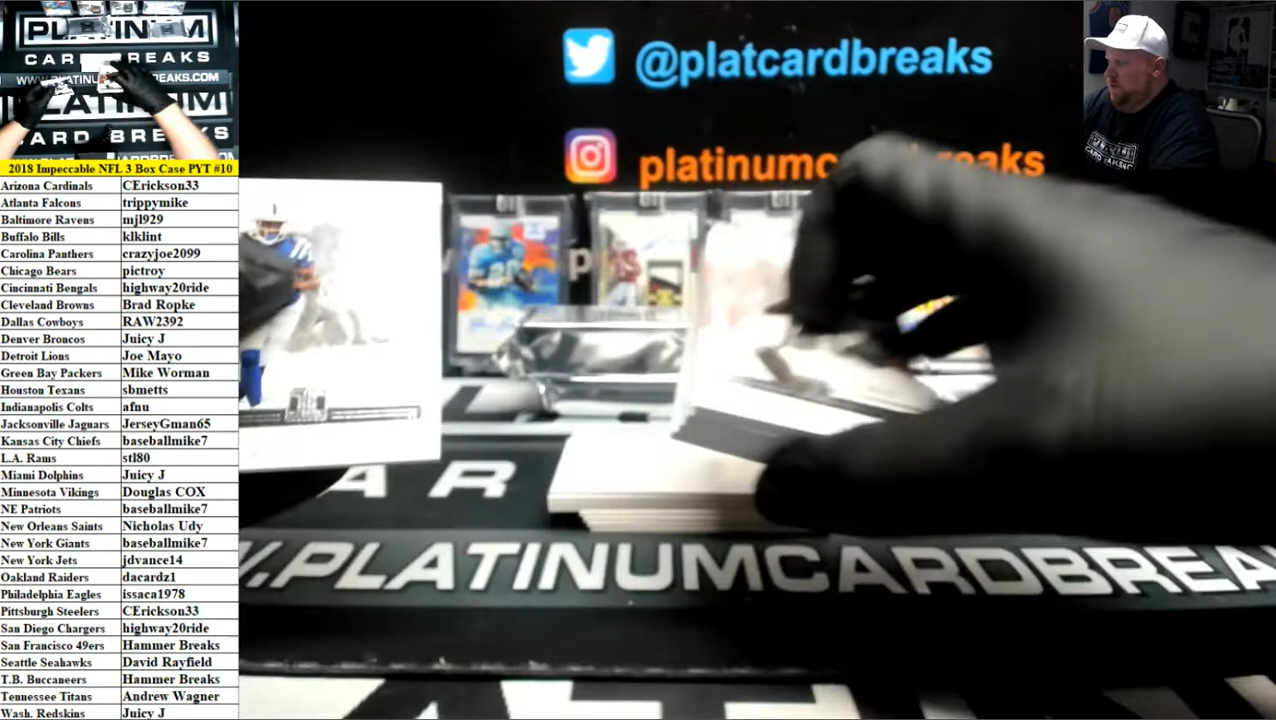 PLATINUM
CARD BREAKS
WWW.PLATINUMCARDBREAKS.COM
PLATINUM
CARD BREAKS
@platcardbreaks
2018 Impeccable NFL 3 Box Case PYT #10
Arizona Cardinals CErickson33
Atlanta Falcons trippymike
Baltimore Ravens mjl929
Buffalo Bills klklint
Carolina Panthers crazyjoe2099
Chicago Bears pictroy
Cincinnati Bengals highway20ride
Cleveland Browns Brad Ropke
Dallas Cowboys RAW2392
Denver Broncos Juicy J
Detroit Lions Joe Mayo
Green Bay Packers Mike Worman
Houston Texans sbmetts
Indianapolis Colts afnu
Jacksonville Jaguars JerseyGman65
Kansas City Chiefs baseballmike7
L.A. Rams stl80
Miami Dolphins Juicy J
Minnesota Vikings Douglas COX
NE Patriots baseballmike7
New Orleans Saints Nicholas Udy
New York Giants baseballmike7
New York Jets jdvance14
Oakland Raiders dacardz1
Philadelphia Eagles issaca1978
Pittsburgh Steelers CErickson33
San Diego Chargers highway20ride
San Francisco 49ers Hammer Breaks
Seattle Seahawks David Rayfield
T.B. Buccaneers Hammer Breaks
Tennessee Titans Andrew Wagner
Wash. Redskins Juicy J
W.PLATINUMCARDBREA